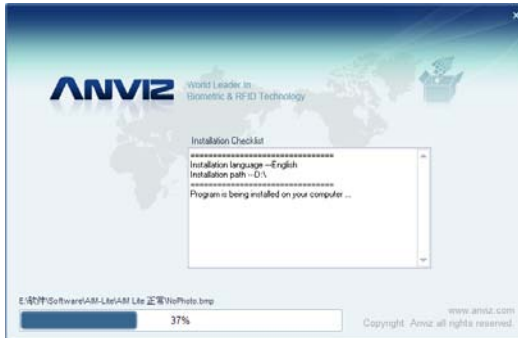 ANVIZ
World Leader In
Biometric & RFID Technology
Installation Checklist
================================
Installation language --English
Installation path --D:\
================================
Program is being installed on your computer ...
E:\软件\Software\AIM-Lite\AIM Lite 正常\NoPhoto.bmp
37%
www.anviz.com
Copyright Anviz all rights reserved.